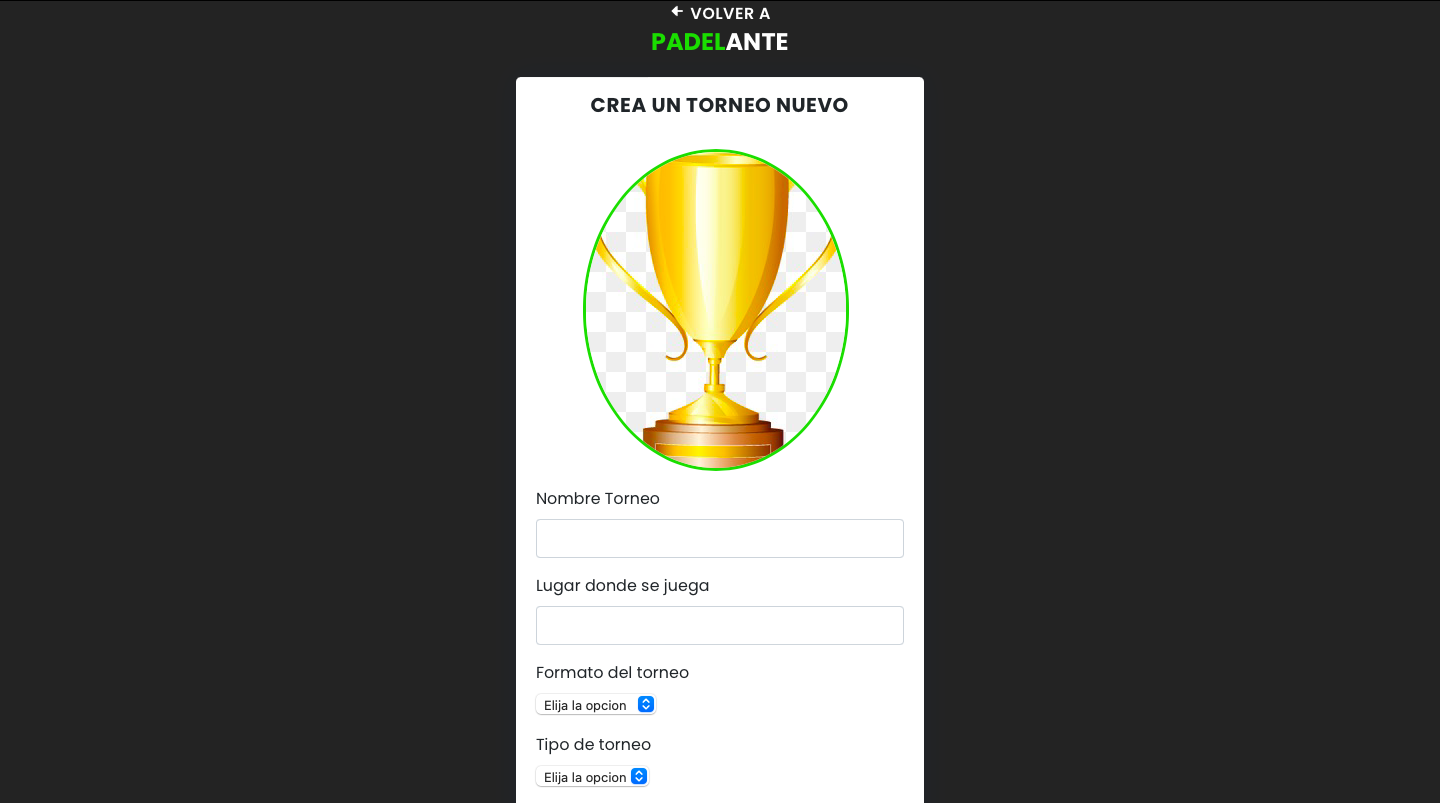 VOLVER A
PADELANTE
CREA UN TORNEO NUEVO
Nombre Torneo
Lugar donde se juega
Formato del torneo
Elija la opcion
Tipo de torneo
Elija la opcion